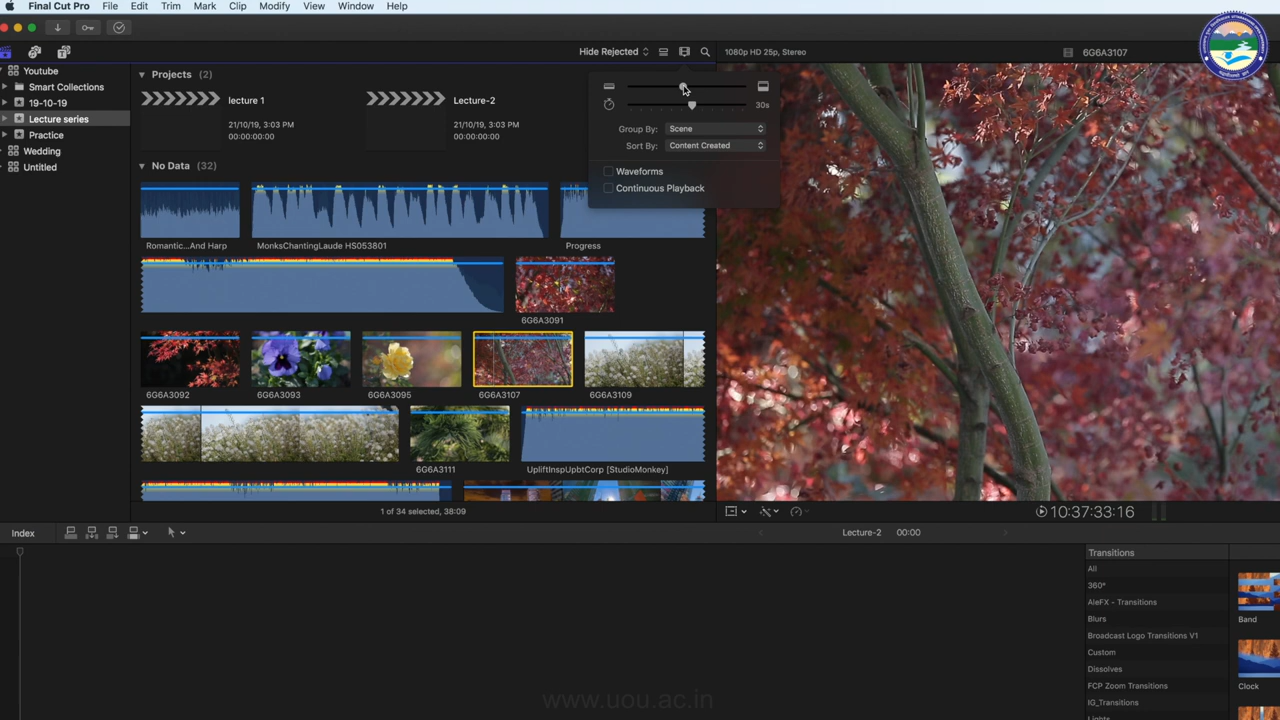 Final Cut Pro File Edit Trim Mark Clip Modify View Window Help
Hide Rejected
1080p HD 25p, Stereo
6G6A3107
Youtube
Smart Collections
19-10-19
Lecture series
Practice
Wedding
Untitled
Projects (2)
lecture 1
21/10/19, 3:03 PM
00:00:00:00
Lecture-2
21/10/19, 3:03 PM
00:00:00:00
30s
Group By: Scene
Sort By: Content Created
Waveforms
Continuous Playback
No Data (32)
Romantic...And Harp
MonksChantingLaude HS053801
Progress
6G6A3091
6G6A3092
6G6A3093
6G6A3095
6G6A3107
6G6A3109
6G6A3111
UpliftInspUpbtCorp [StudioMonkey]
1 of 34 selected, 38:09
10:37:33:16
Index
Lecture-2 00:00
Transitions
All
360°
AleFX - Transitions
Blurs
Broadcast Logo Transitions V1
Custom
Dissolves
FCP Zoom Transitions
IG_Transitions
Lights
Band
Clock
www.uou.ac.in